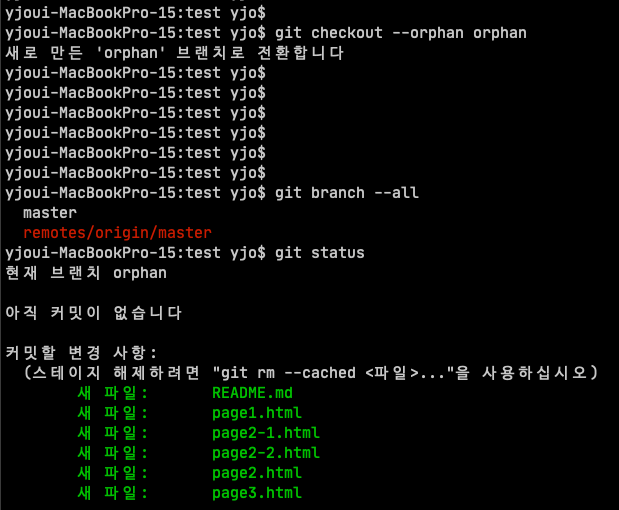 yjoui-MacBookPro-15:test yjo$
yjoui-MacBookPro-15:test yjo$ git checkout --orphan orphan
새로 만든 'orphan' 브랜치로 전환합니다
yjoui-MacBookPro-15:test yjo$
yjoui-MacBookPro-15:test yjo$
yjoui-MacBookPro-15:test yjo$
yjoui-MacBookPro-15:test yjo$
yjoui-MacBookPro-15:test yjo$
yjoui-MacBookPro-15:test yjo$
yjoui-MacBookPro-15:test yjo$ git branch --all
  master
  remotes/origin/master
yjoui-MacBookPro-15:test yjo$ git status
현재 브랜치 orphan

아직 커밋이 없습니다

커밋할 변경 사항:
  (스테이지 해제하려면 "git rm --cached <파일>..."을 사용하십시오)
        새 파일:       README.md
        새 파일:       page1.html
        새 파일:       page2-1.html
        새 파일:       page2-2.html
        새 파일:       page2.html
        새 파일:       page3.html